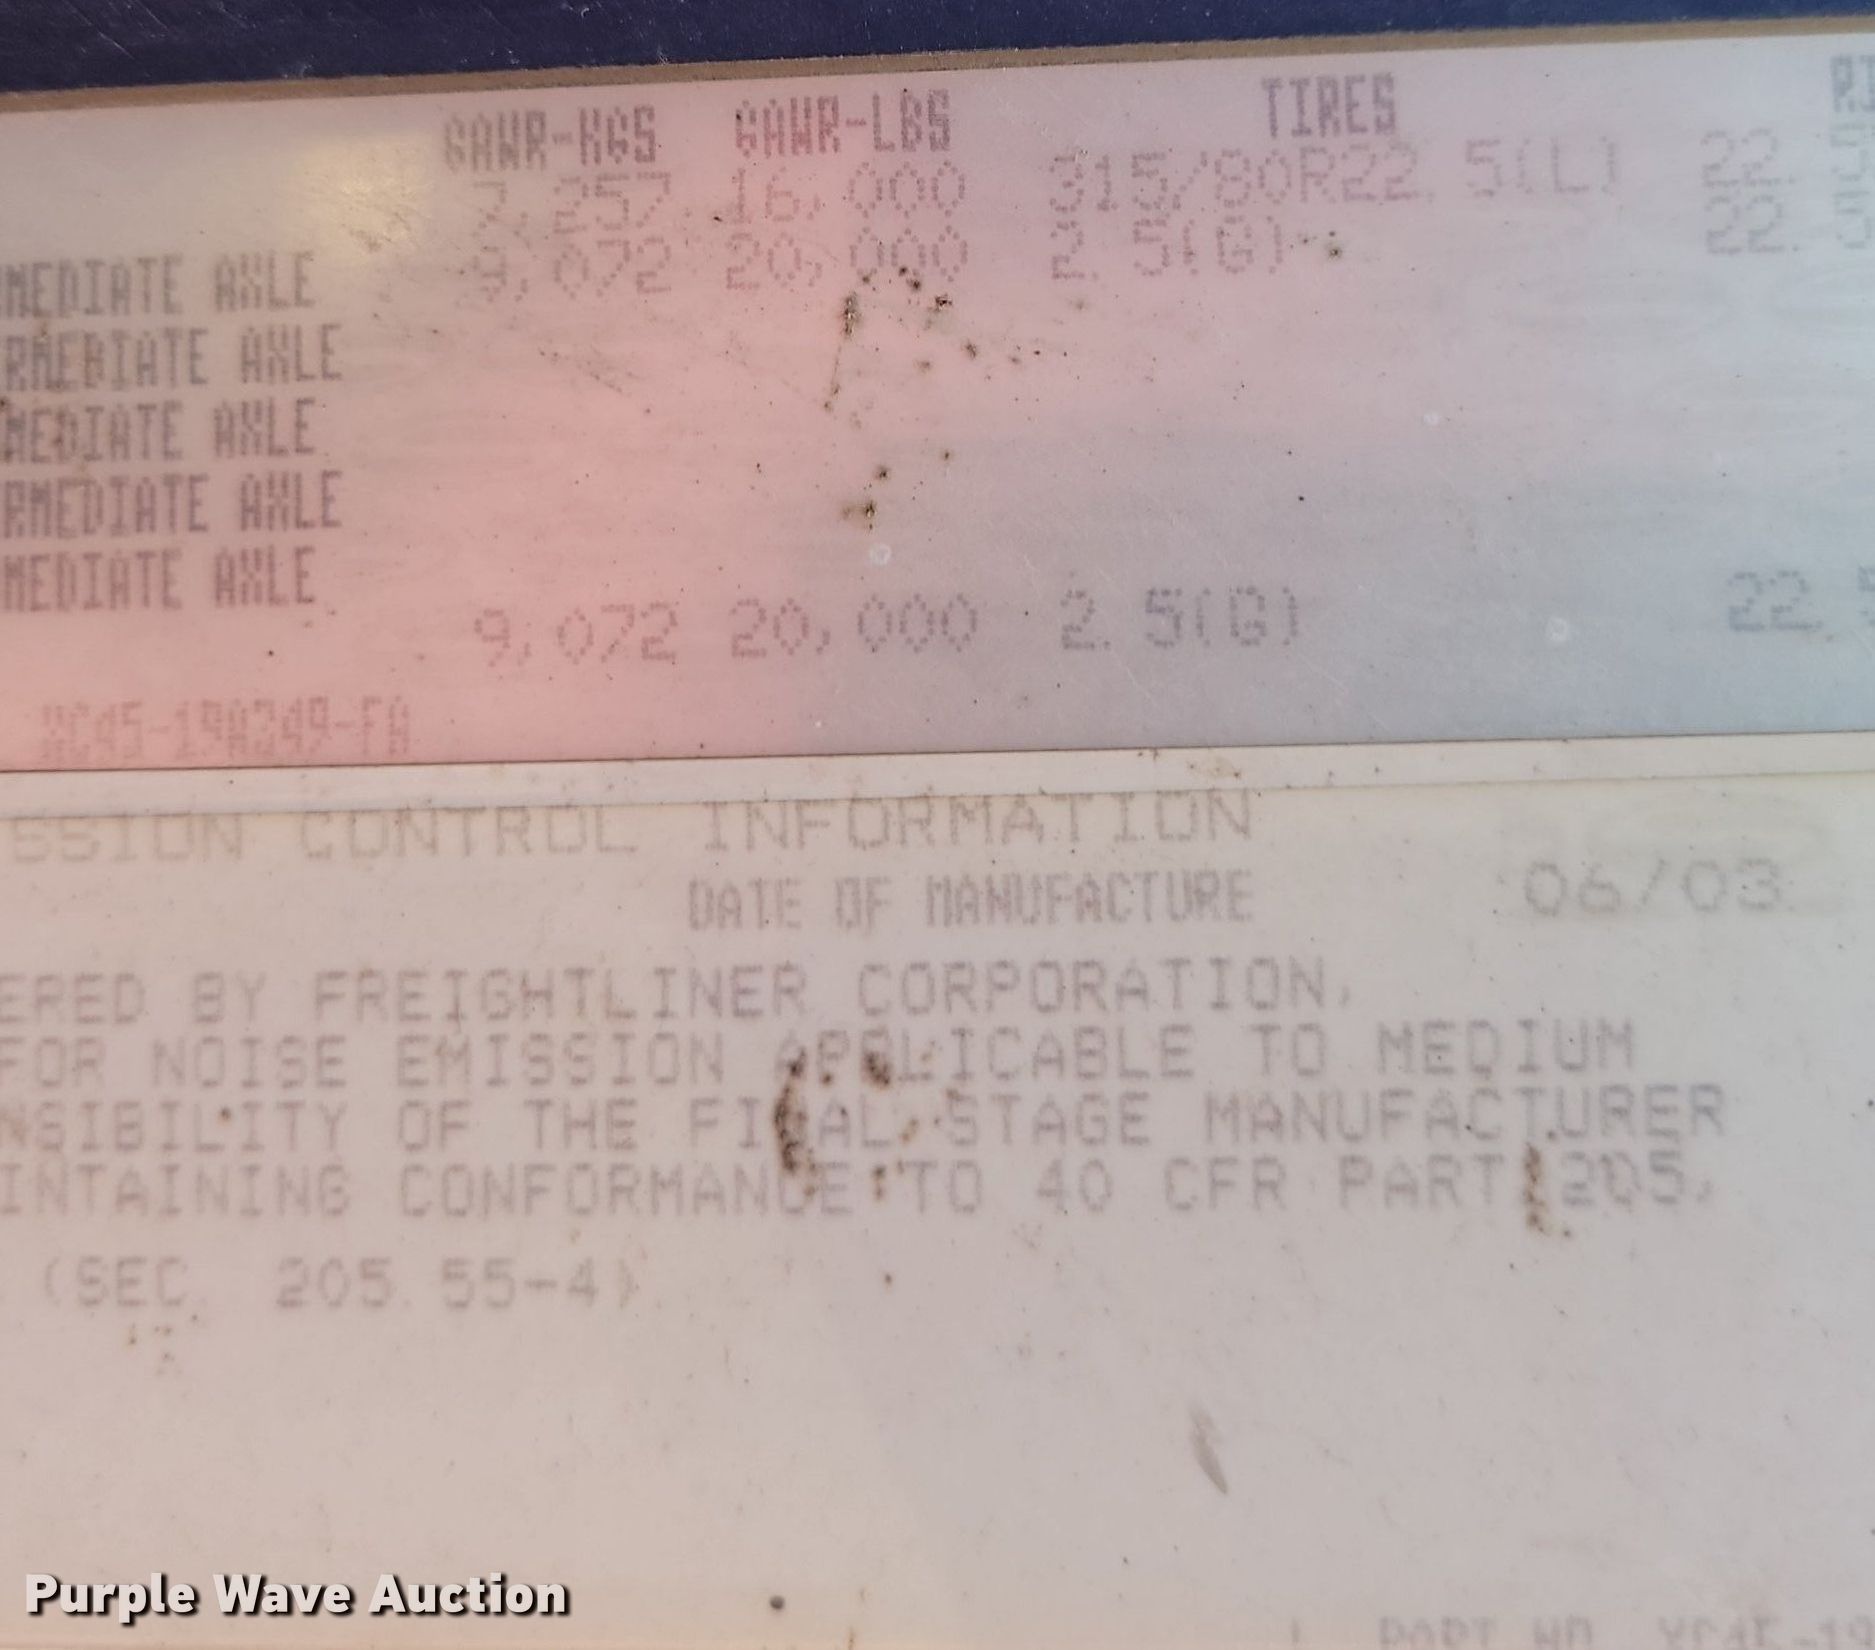 GAWR-KGS GAWR-LBS TIRES
7,257 16,000 315/80R22.5(L) 22.
MEDIATE AXLE 9,072 20,000 2.5(G) 22.
RMEDIATE AXLE
MEDIATE AXLE
RMEDIATE AXLE
MEDIATE AXLE
9,072 20,000 2.5(G) 22.5
SSION CONTROL INFORMATION
DATE OF MANUFACTURE 06/03
ERED BY FREIGHTLINER CORPORATION.
FOR NOISE EMISSION APPLICABLE TO MEDIUM
NSIBILITY OF THE FINAL STAGE MANUFACTURER
INTAINING CONFORMANCE TO 40 CFR PART 205.
(SEC. 205.55-4)
PART NO.
Purple Wave Auction